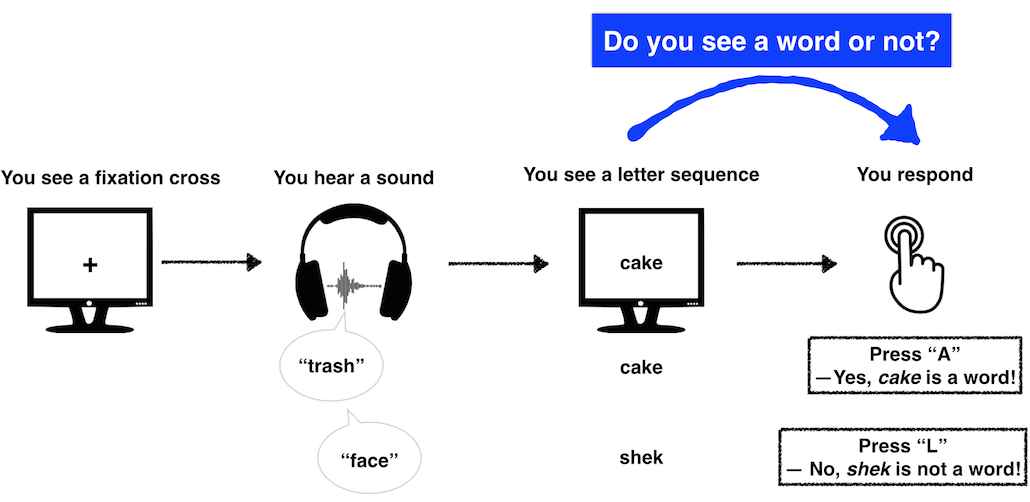 Do you see a word or not?
You see a fixation cross
You hear a sound
You see a letter sequence
You respond
+
cake
“trash”
cake
Press “A”
—Yes, cake is a word!
“face”
shek
Press “L”
— No, shek is not a word!